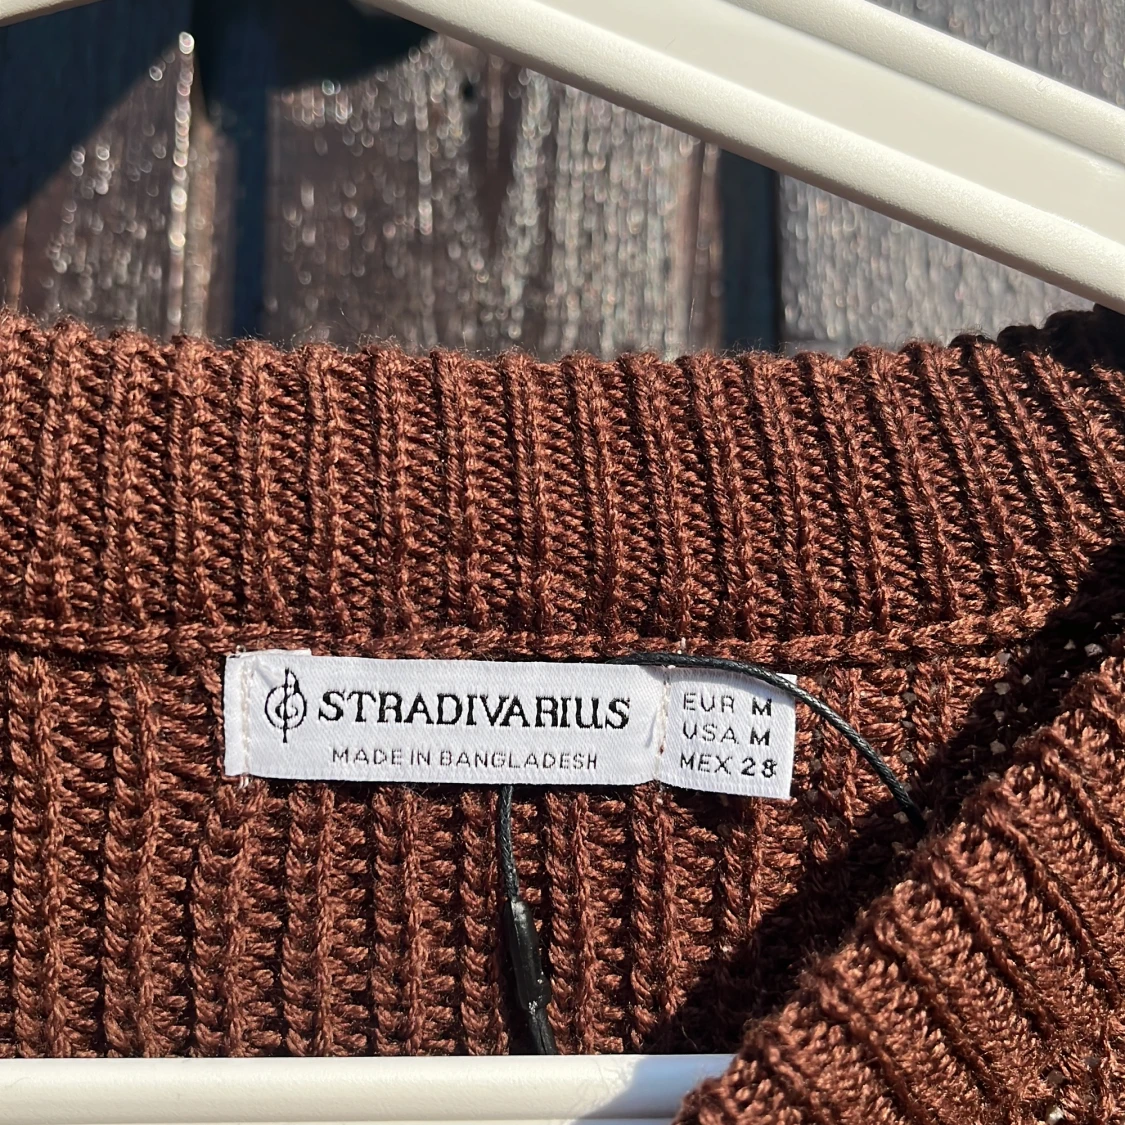 STRADIVARIUS
MADE IN BANGLADESH
EUR M
USA M
MEX 28